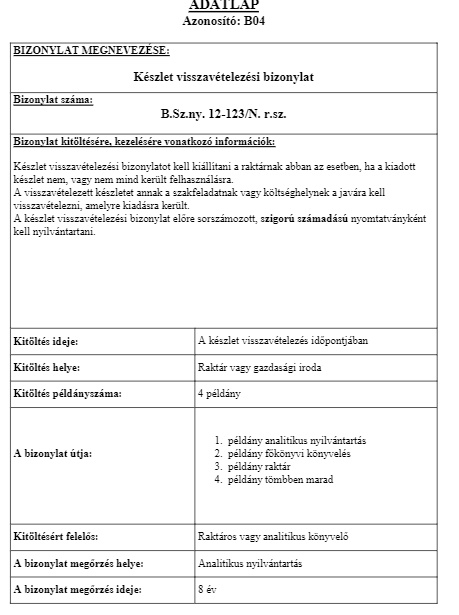 ADATLAP
Azonosító: B04
BIZONYLAT MEGNEVEZÉSE:
Készlet visszavételezési bizonylat
Bizonylat száma:
B.Sz.ny. 12-123/N. r.sz.
Bizonylat kitöltésére, kezelésére vonatkozó információk:
Készlet visszavételezési bizonylatot kell kiállítani a raktárnak abban az esetben, ha a kiadott
készlet nem, vagy nem mind került felhasználásra.
A visszavételezett készletet annak a szakfeladatnak vagy költséghelynek a javára kell
visszavételezni, amelyre kiadásra került.
A készlet visszavételezési bizonylat előre sorszámozott, szigorú számadású nyomtatványként
kell nyilvántartani.
Kitöltés ideje:
A készlet visszavételezés időpontjában
Kitöltés helye:
Raktár vagy gazdasági iroda
Kitöltés példányszáma:
4 példány
A bizonylat útja:
1. példány analitikus nyilvántartás
2. példány főkönyvi könyvelés
3. példány raktár
4. példány tömbben marad
Kitöltésért felelős:
Raktáros vagy analitikus könyvelő
A bizonylat megőrzés helye:
Analitikus nyilvántartás
A bizonylat megőrzés ideje:
8 év